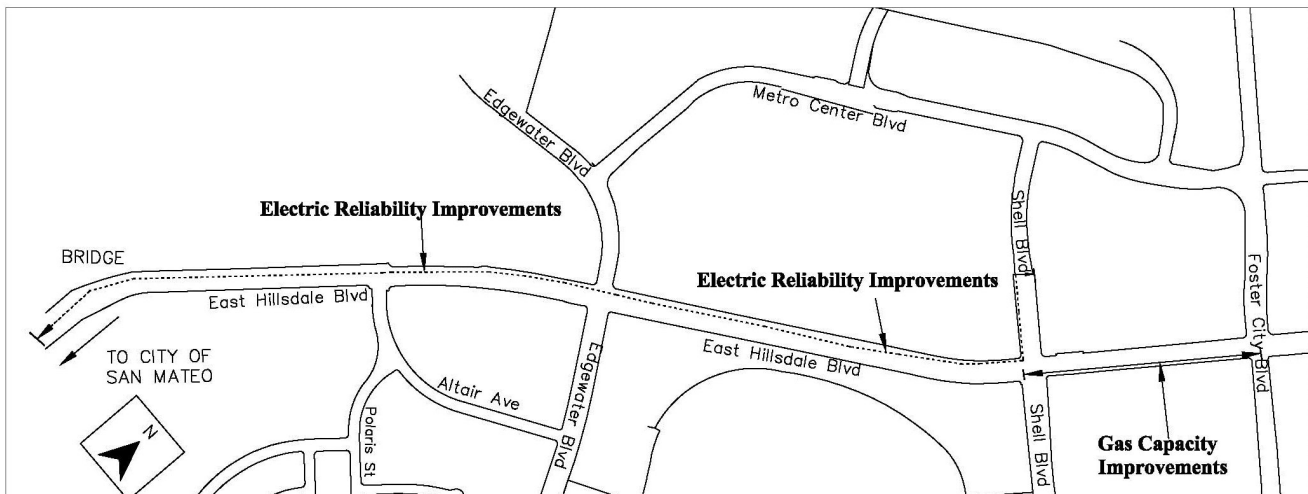 Edgewater Blvd
Metro Center Blvd
Electric Reliability Improvements
Shell Blvd
BRIDGE
Electric Reliability Improvements
Foster City Blvd
East Hillsdale Blvd
TO CITY OF
SAN MATEO
East Hillsdale Blvd
Edgewater Blvd
Altair Ave
Polaris St
N
Shell Blvd
Gas Capacity
Improvements